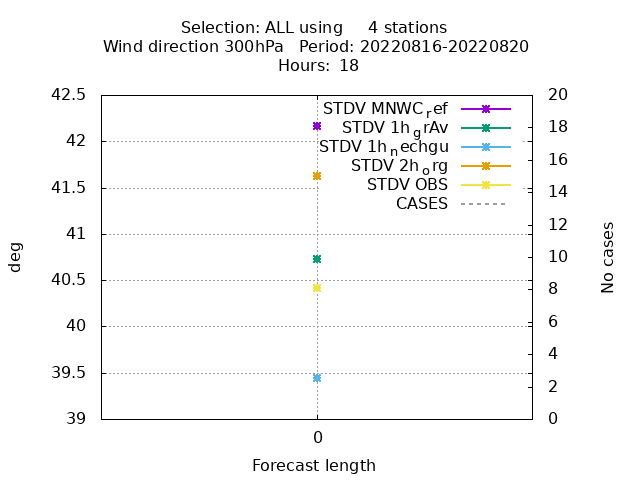 Selection: ALL using 4 stations
Wind direction 300hPa Period: 20220816-20220820
Hours: 18
42.5
42
41.5
41
40.5
40
39.5
39
deg
STDV MNWC_ref
STDV 1h_grAv
STDV 1h_nechgu
STDV 2h_org
STDV OBS
CASES
20
18
16
14
12
10
8
6
4
2
0
No cases
0
Forecast length